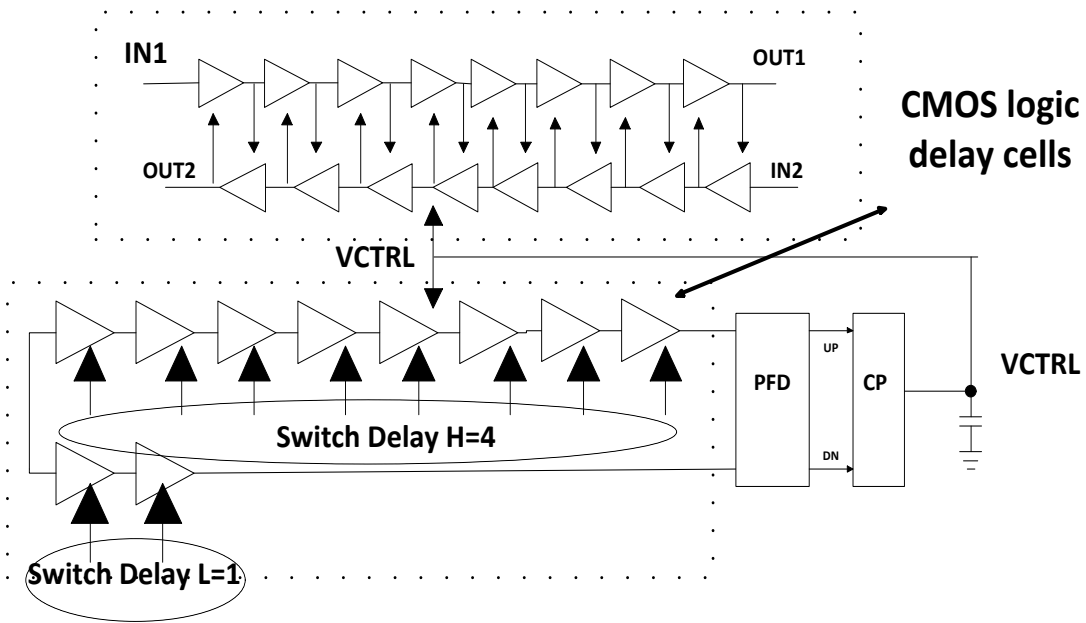 IN1
OUT1
OUT2
IN2
CMOS logic
delay cells
VCTRL
UP
PFD
CP
VCTRL
Switch Delay H=4
DN
Switch Delay L=1